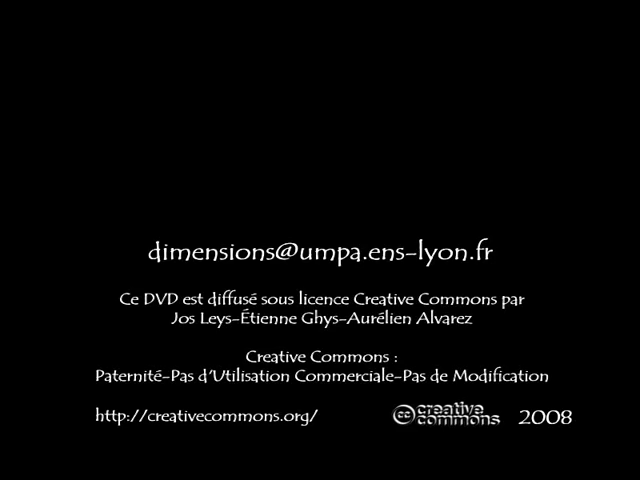 dimensions@umpa.ens-lyon.fr
Ce DVD est diffusé sous licence Creative Commons par
Jos Leys-Étienne Ghys-Aurélien Alvarez
Creative Commons :
Paternité-Pas d'Utilisation Commerciale-Pas de Modification
http://creativecommons.org/ cc creative commons 2008